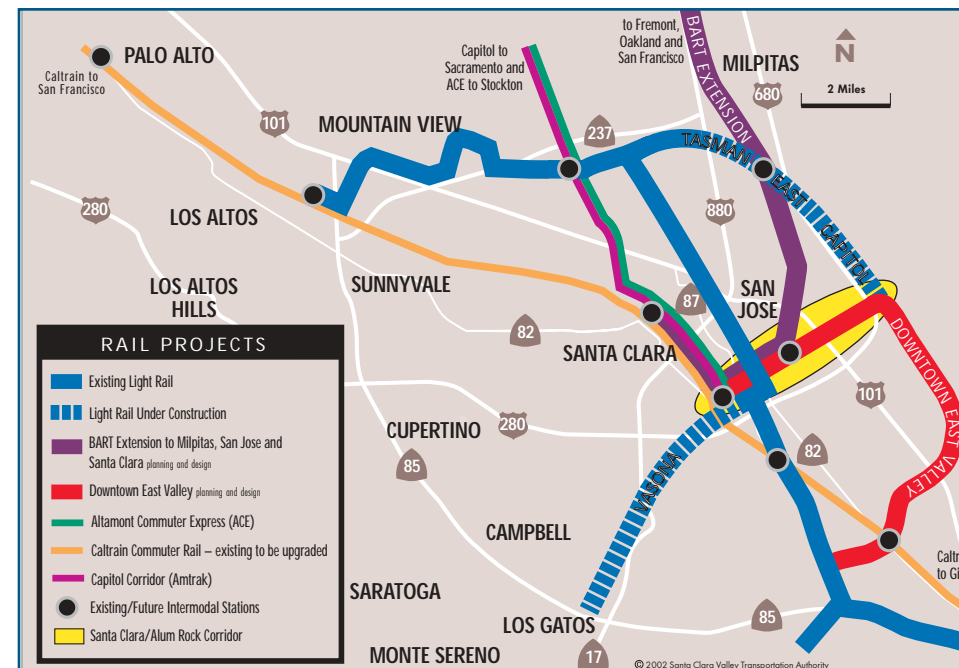 to Fremont,
Oakland and
San Francisco
BART EXTENSION
MILPITAS
N
2 Miles
680
PALO ALTO
Caltrain to
San Francisco
Capitol to
Sacramento and
ACE to Stockton
101
MOUNTAIN VIEW
237
TASMAN EAST
CAPITOL
880
280
LOS ALTOS
LOS ALTOS
HILLS
SUNNYVALE
SAN
JOSE
87
82
SANTA CLARA
DOWNTOWN EAST VALLEY
101
CUPERTINO
280
85
82
VASONA
CAMPBELL
SARATOGA
LOS GATOS
85
MONTE SERENO
17
Caltr
to Gi
RAIL PROJECTS
Existing Light Rail
Light Rail Under Construction
BART Extension to Milpitas, San Jose and
Santa Clara planning and design
Downtown East Valley planning and design
Altamont Commuter Express (ACE)
Caltrain Commuter Rail – existing to be upgraded
Capitol Corridor (Amtrak)
Existing/Future Intermodal Stations
Santa Clara/Alum Rock Corridor
© 2002 Santa Clara Valley Transportation Authority